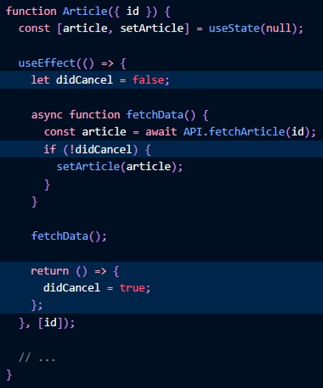 function Article({ id }) {
  const [article, setArticle] = useState(null);

  useEffect(() => {
    let didCancel = false;

    async function fetchData() {
      const article = await API.fetchArticle(id);
      if (!didCancel) {
        setArticle(article);
      }
    }

    fetchData();

    return () => {
      didCancel = true;
    };
  }, [id]);

  // ...
}